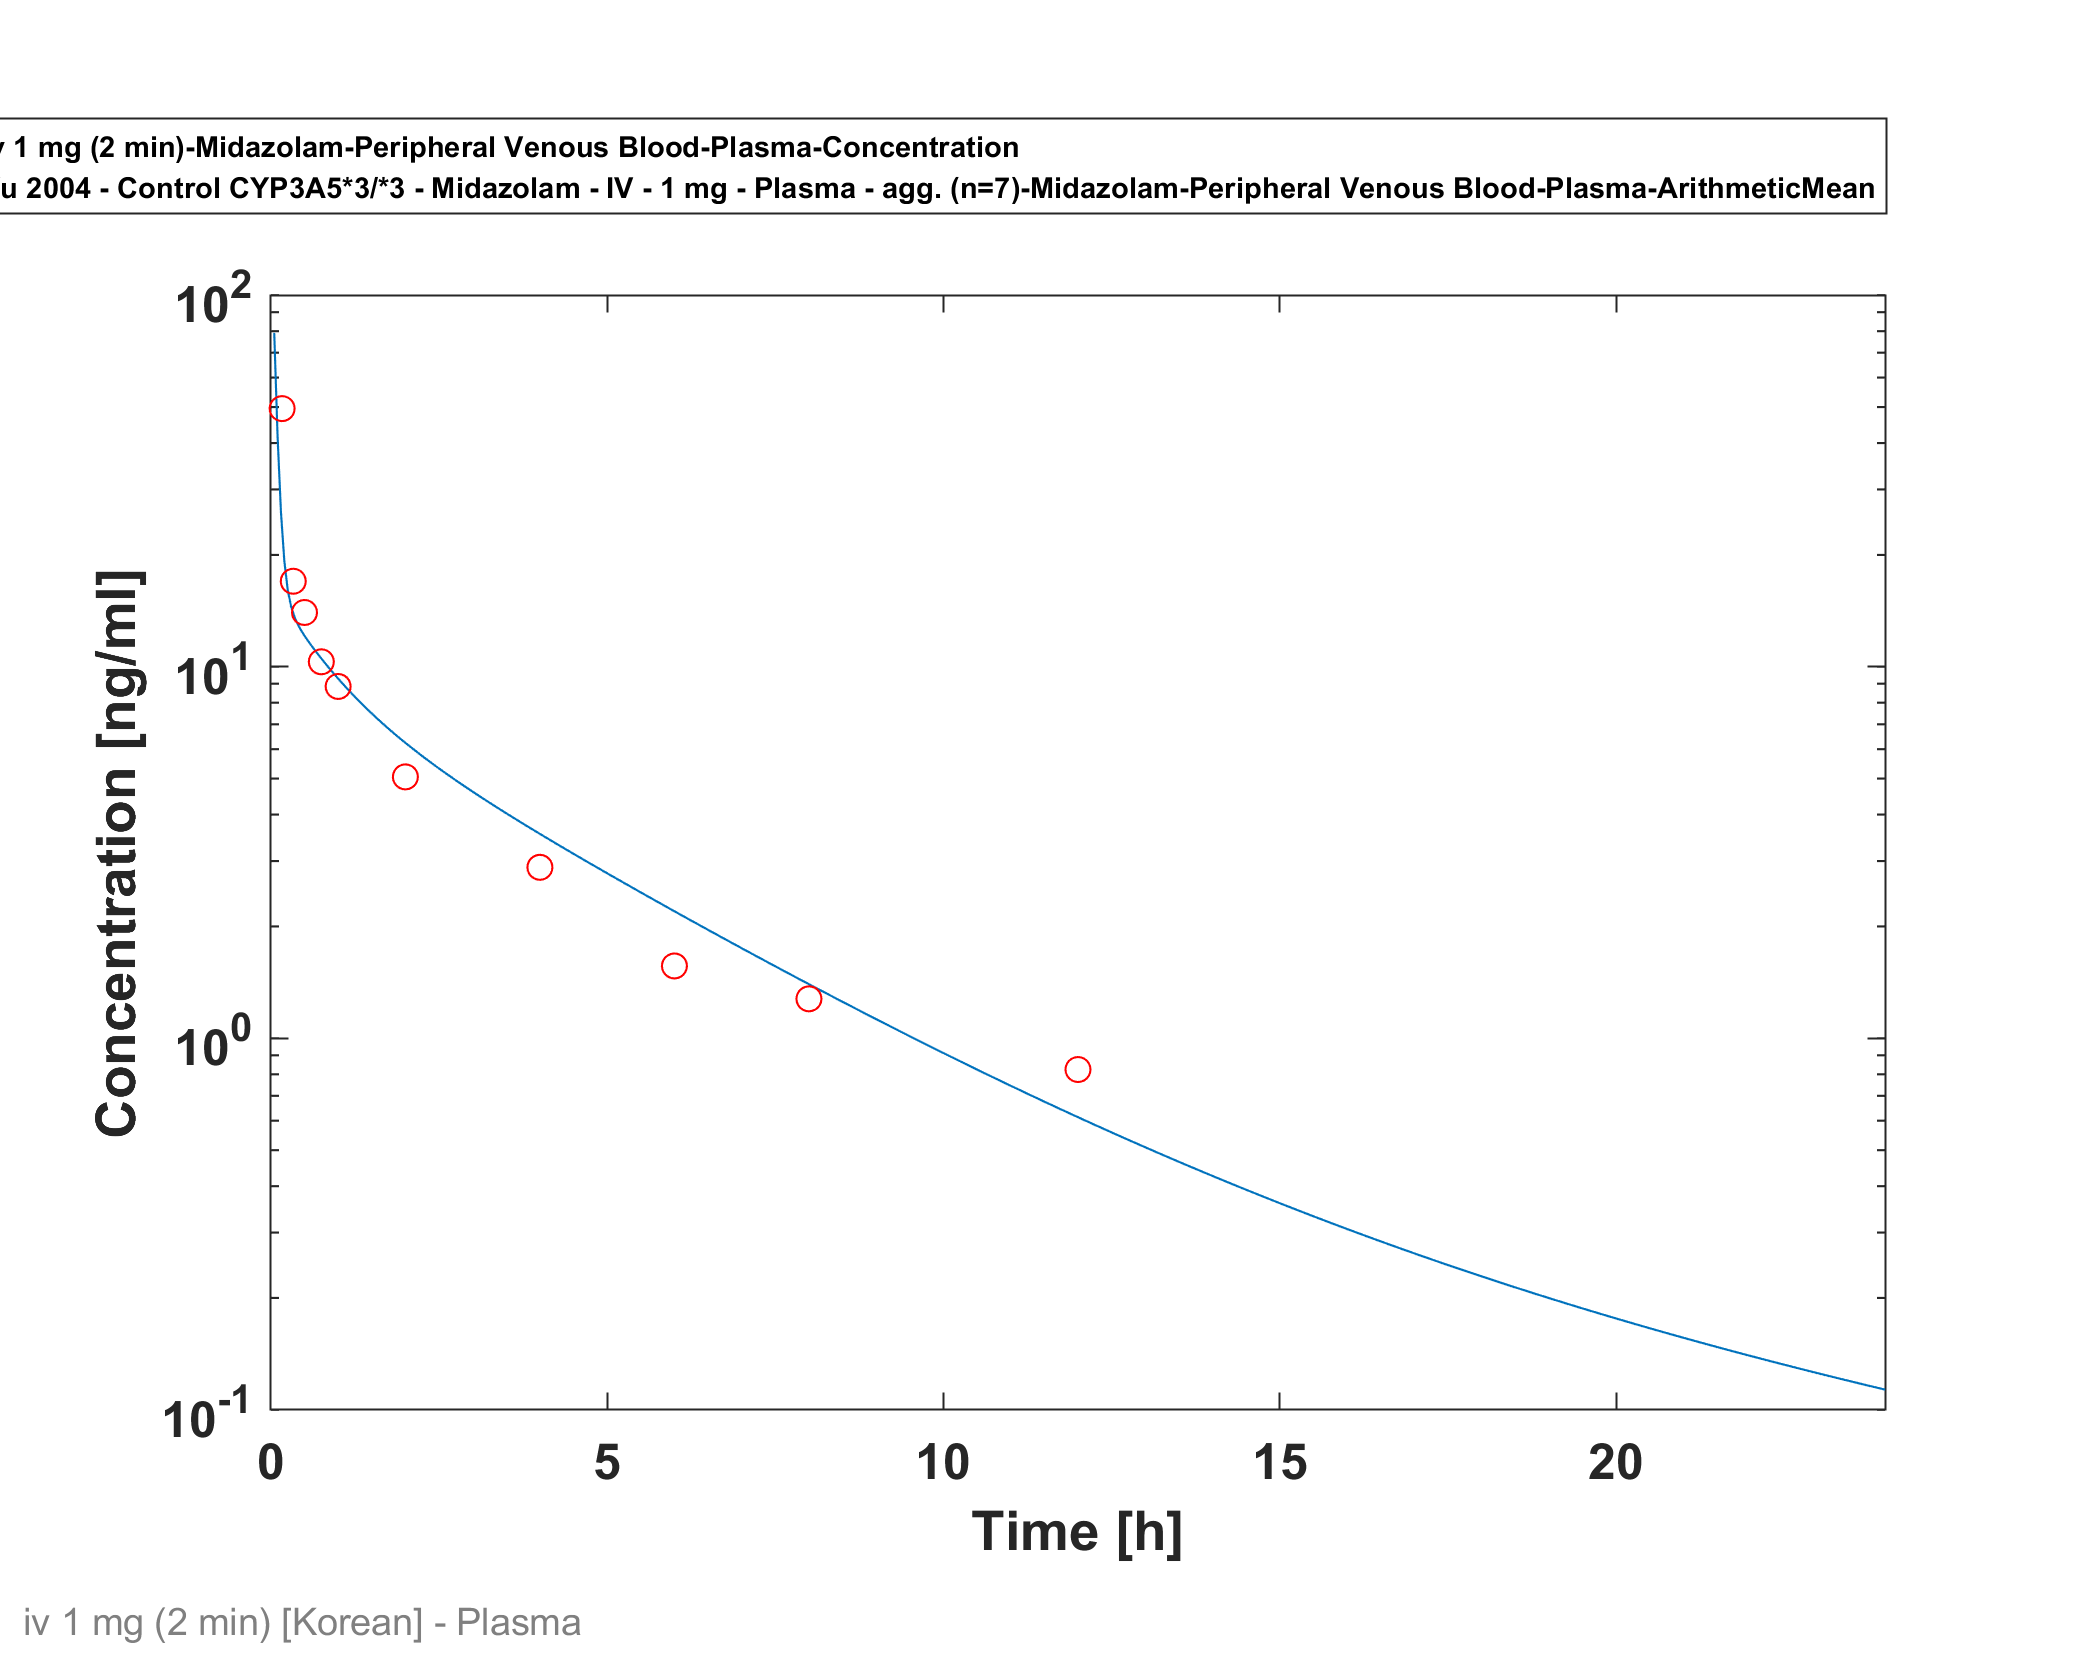 1 mg (2 min)-Midazolam-Peripheral Venous Blood-Plasma-Concentration
2004 - Control CYP3A5*3/*3 - Midazolam - IV - 1 mg - Plasma - agg. (n=7)-Midazolam-Peripheral Venous Blood-Plasma-ArithmeticMean
10^2
10^1
10^0
10^-1
Concentration [ng/ml]
0 5 10 15 20
Time [h]
iv 1 mg (2 min) [Korean] - Plasma